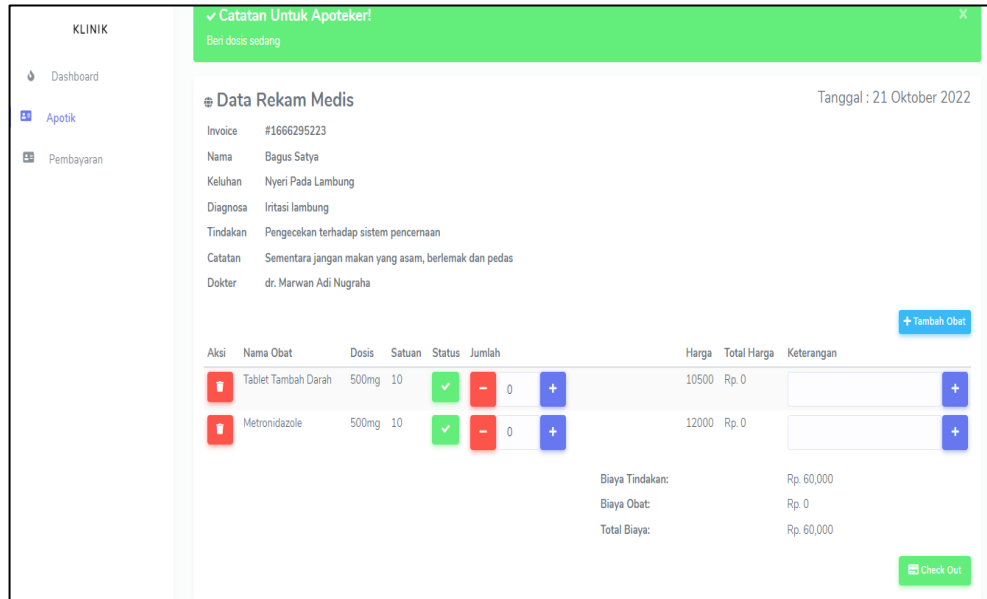 KLINIK
Dashboard
Apotik
Pembayaran
Catatan Untuk Apoteker!
X
Beri dosis sedang
Data Rekam Medis
Tanggal : 21 Oktober 2022
Invoice #1666295223
Nama Bagus Satya
Keluhan Nyeri Pada Lambung
Diagnosa Iritasi lambung
Tindakan Pengecekan terhadap sistem pencernaan
Catatan Sementara jangan makan yang asam, berlemak dan pedas
Dokter dr. Marwan Adi Nugraha
+ Tambah Obat
Aksi Nama Obat Dosis Satuan Status Jumlah Harga Total Harga Keterangan
Tablet Tambah Darah 500mg 10 - 0 + 10500 Rp. 0 +
Metronidazole 500mg 10 - 0 + 12000 Rp. 0 +
Biaya Tindakan: Rp. 60,000
Biaya Obat: Rp. 0
Total Biaya: Rp. 60,000
Check Out